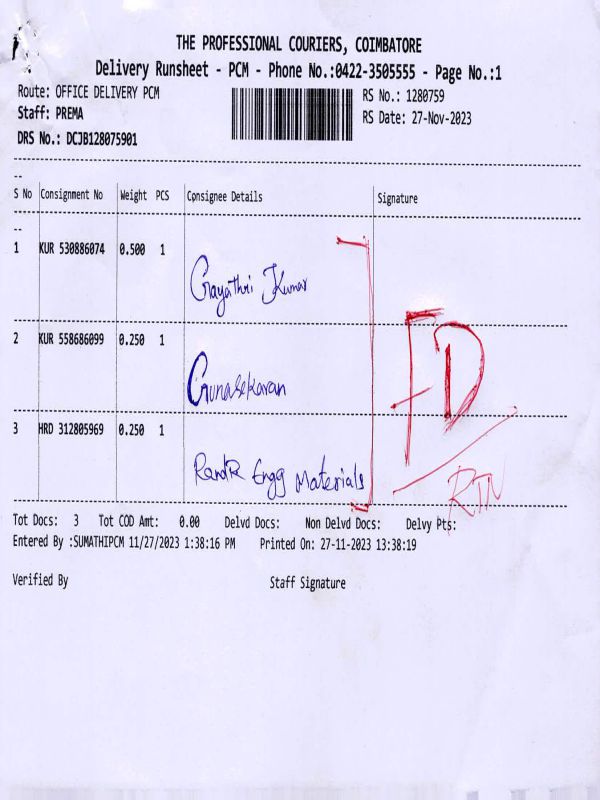 THE PROFESSIONAL COURIERS, COIMBATORE
Delivery Runsheet - PCM - Phone No.:0422-3505555 - Page No.:1
Route: OFFICE DELIVERY PCM RS No.: 1280759
Staff: PREMA RS Date: 27-Nov-2023
DRS No.: DCJB128075901
--
S No Consignment No Weight PCS Consignee Details Signature
--
1 KUR 530886074 0.500 1
Gayathri Kumar
2 KUR 558686099 0.250 1
Gunasekaran
FD
3 HRD 312805969 0.250 1
RandR Engg Materials
RTN
Tot Docs: 3 Tot COD Amt: 0.00 Delvd Docs: Non Delvd Docs: Delvy Pts:
Entered By :SUMATHIPCM 11/27/2023 1:38:16 PM Printed On: 27-11-2023 13:38:19
Verified By Staff Signature